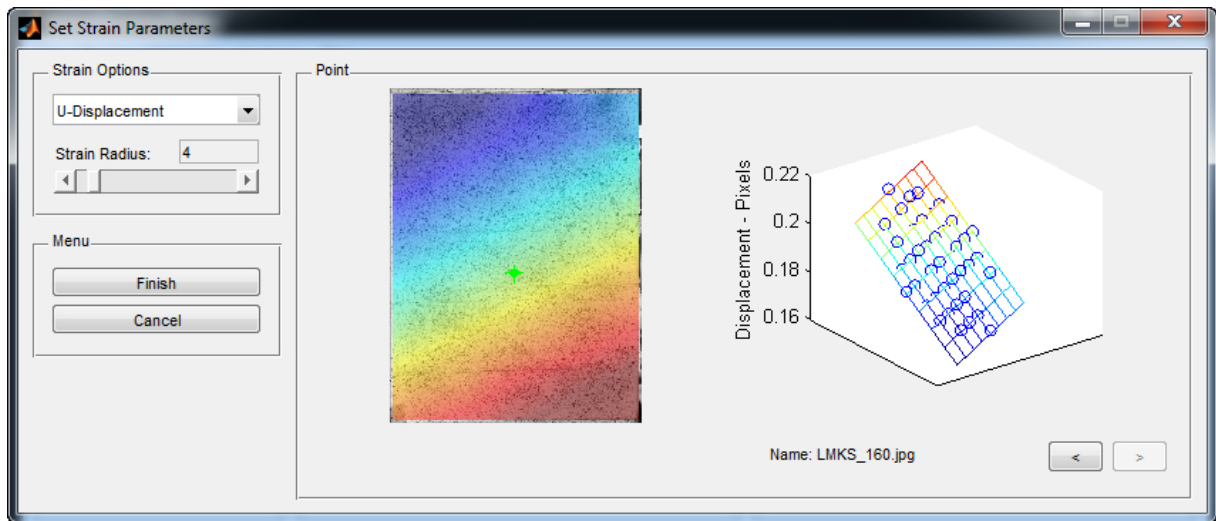 Set Strain Parameters
Strain Options
U-Displacement
Strain Radius: 4
Menu
Finish
Cancel
Point
Displacement - Pixels
0.22
0.2
0.18
0.16
Name: LMKS_160.jpg
< >